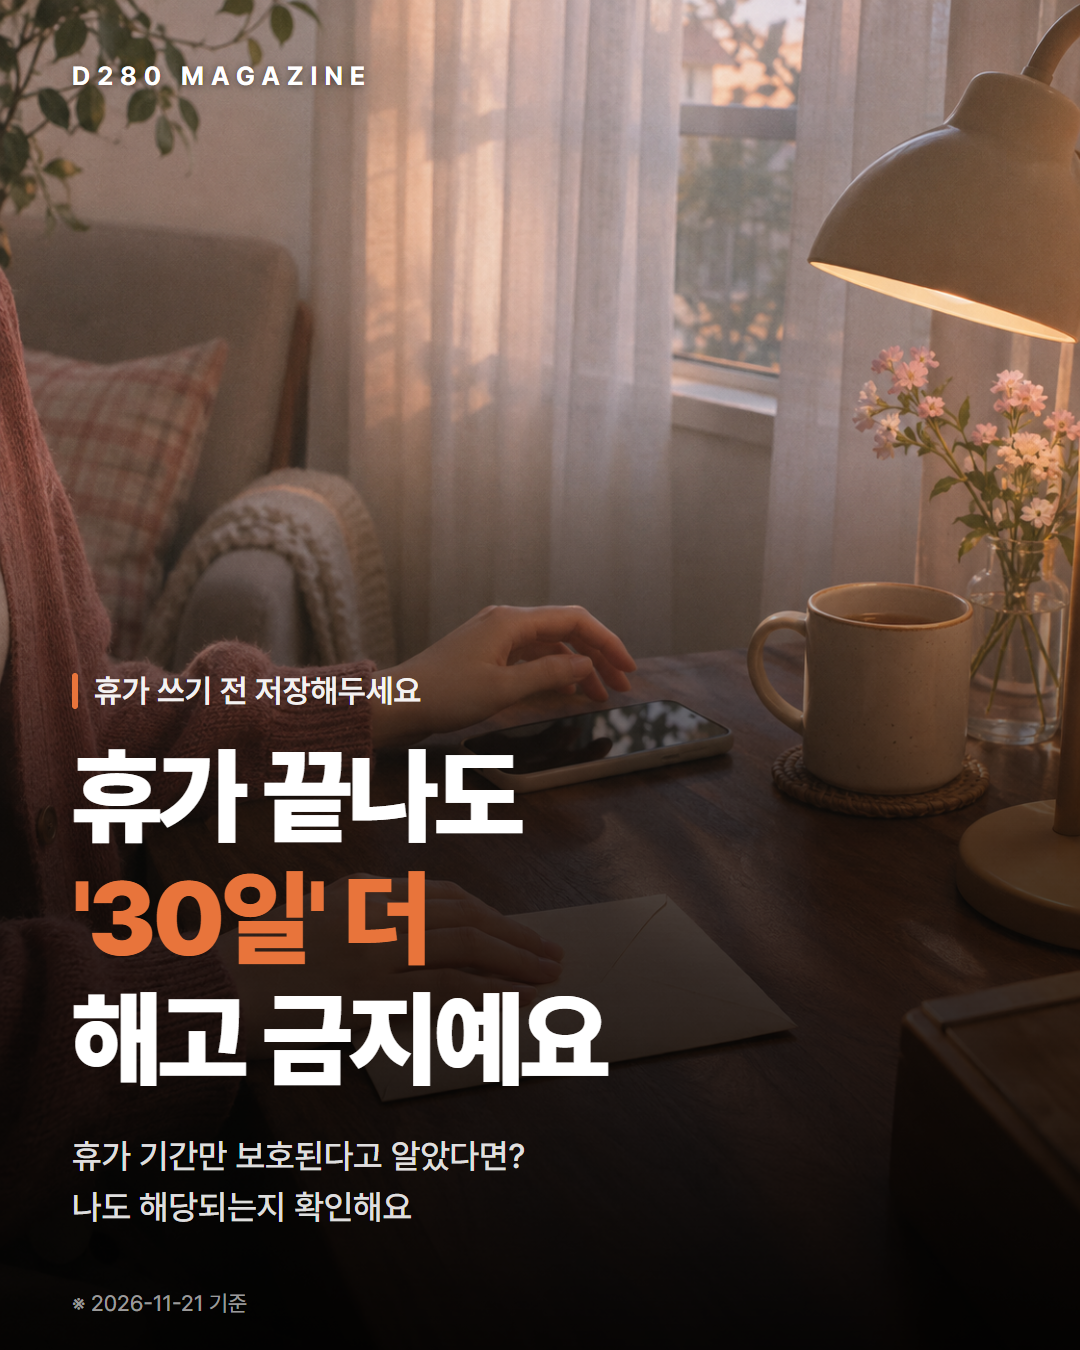 D280 MAGAZINE
휴가 쓰기 전 저장해두세요
휴가 끝나도
'30일' 더
해고 금지예요
휴가 기간만 보호된다고 알았다면?
나도 해당되는지 확인해요
※ 2026-11-21 기준